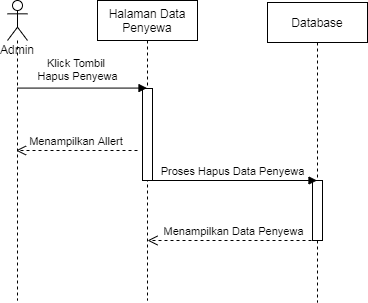 Halaman Data
Penyewa
Database
Admin
Klick Tombil
Hapus Penyewa
Menampilkan Allert
Proses Hapus Data Penyewa
Menampilkan Data Penyewa